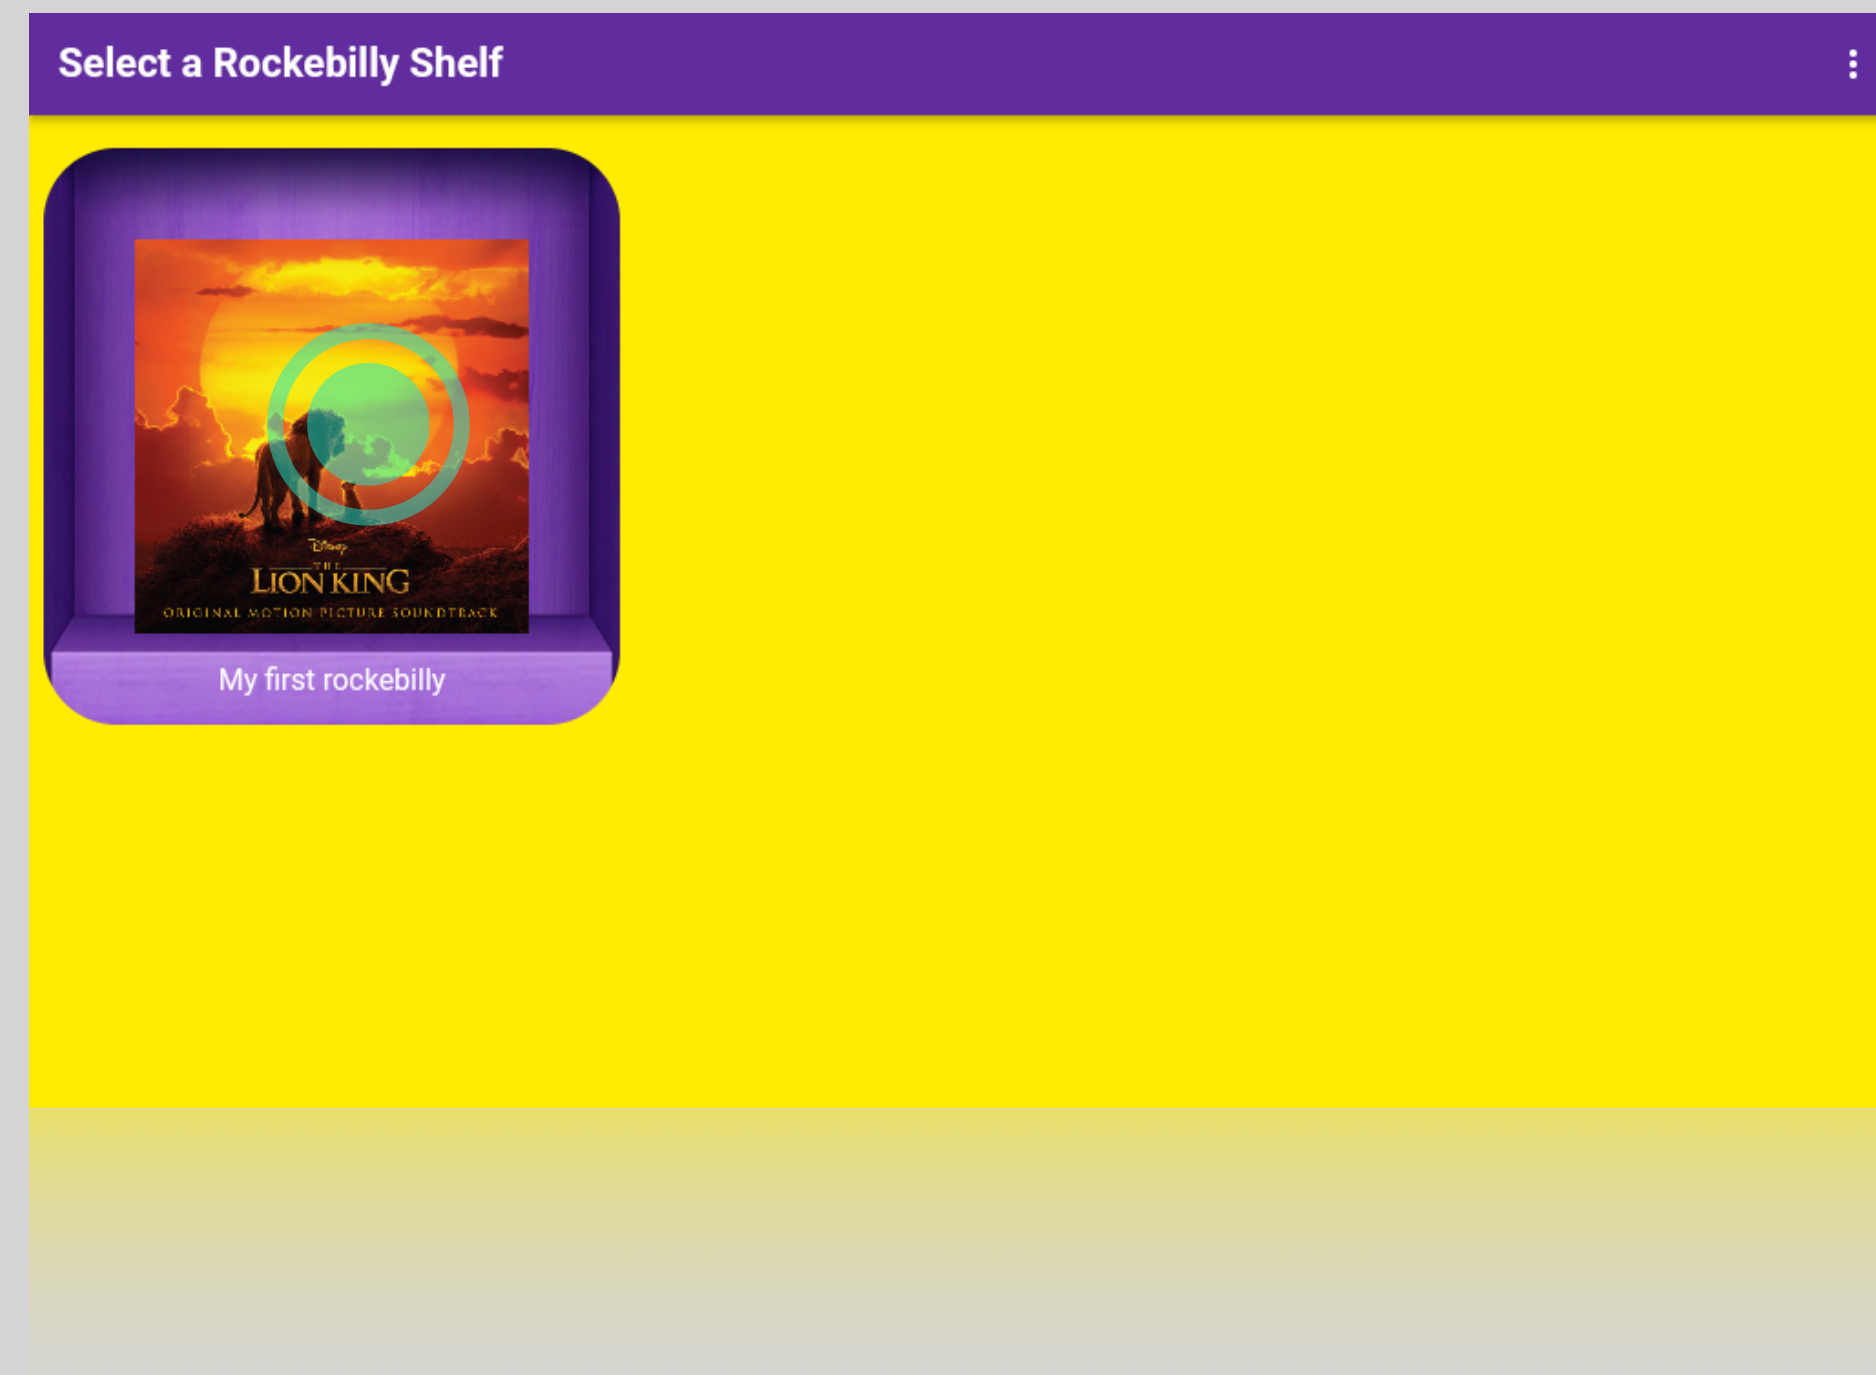 Select a Rockebilly Shelf
Disney
THE
LION KING
ORIGINAL MOTION PICTURE SOUNDTRACK
My first rockebilly